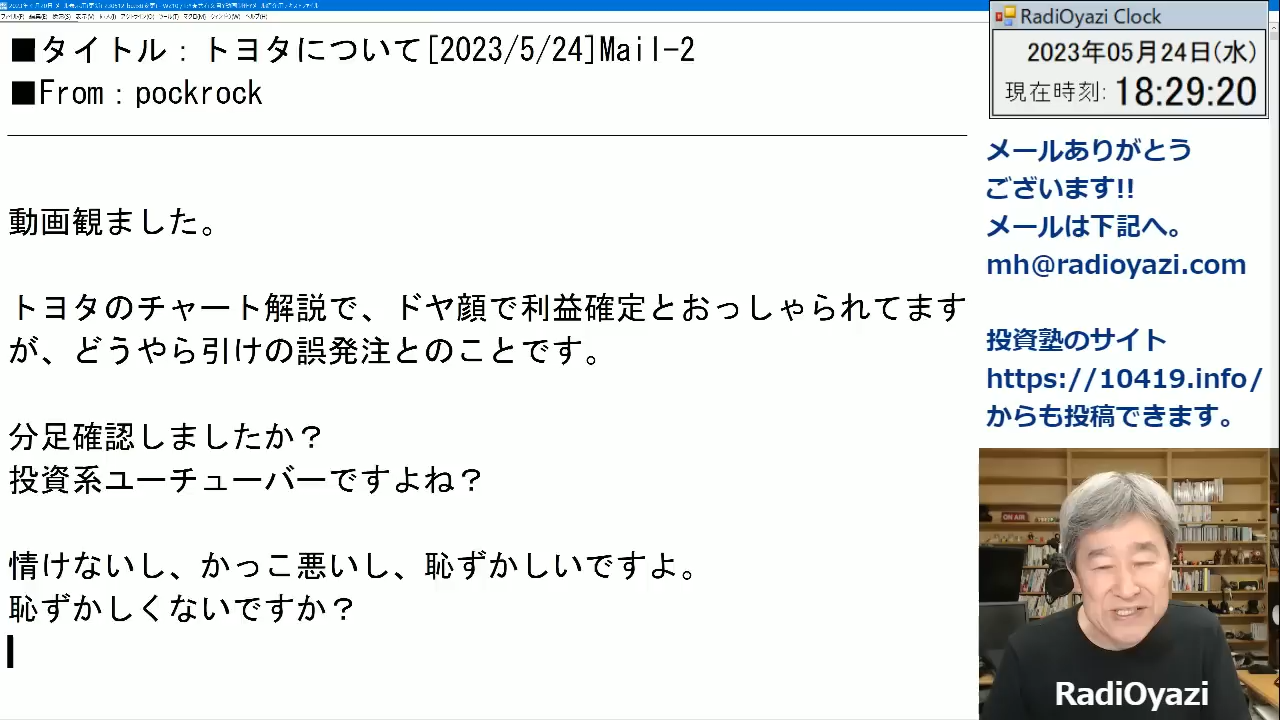 ■タイトル：トヨタについて[2023/5/24]Mail-2
■From：pockrock
動画観ました。
トヨタのチャート解説で、ドヤ顔で利益確定とおっしゃられてます
が、どうやら引けの誤発注とのことです。
分足確認しましたか？
投資系ユーチューバーですよね？
情けないし、かっこ悪いし、恥ずかしいですよ。
恥ずかしくないですか？
RadiOyazi Clock
2023年05月24日(水)
現在時刻: 18:29:20
メールありがとう
ございます!!
メールは下記へ。
mh@radioyazi.com
投資塾のサイト
https://10419.info/
からも投稿できます。
ON AIR
RadiOyazi